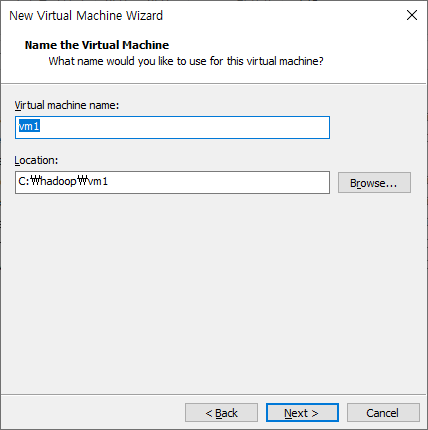 New Virtual Machine Wizard
Name the Virtual Machine
What name would you like to use for this virtual machine?
Virtual machine name:
vm1
Location:
C:₩hadoop₩vm1
Browse...
< Back
Next >
Cancel